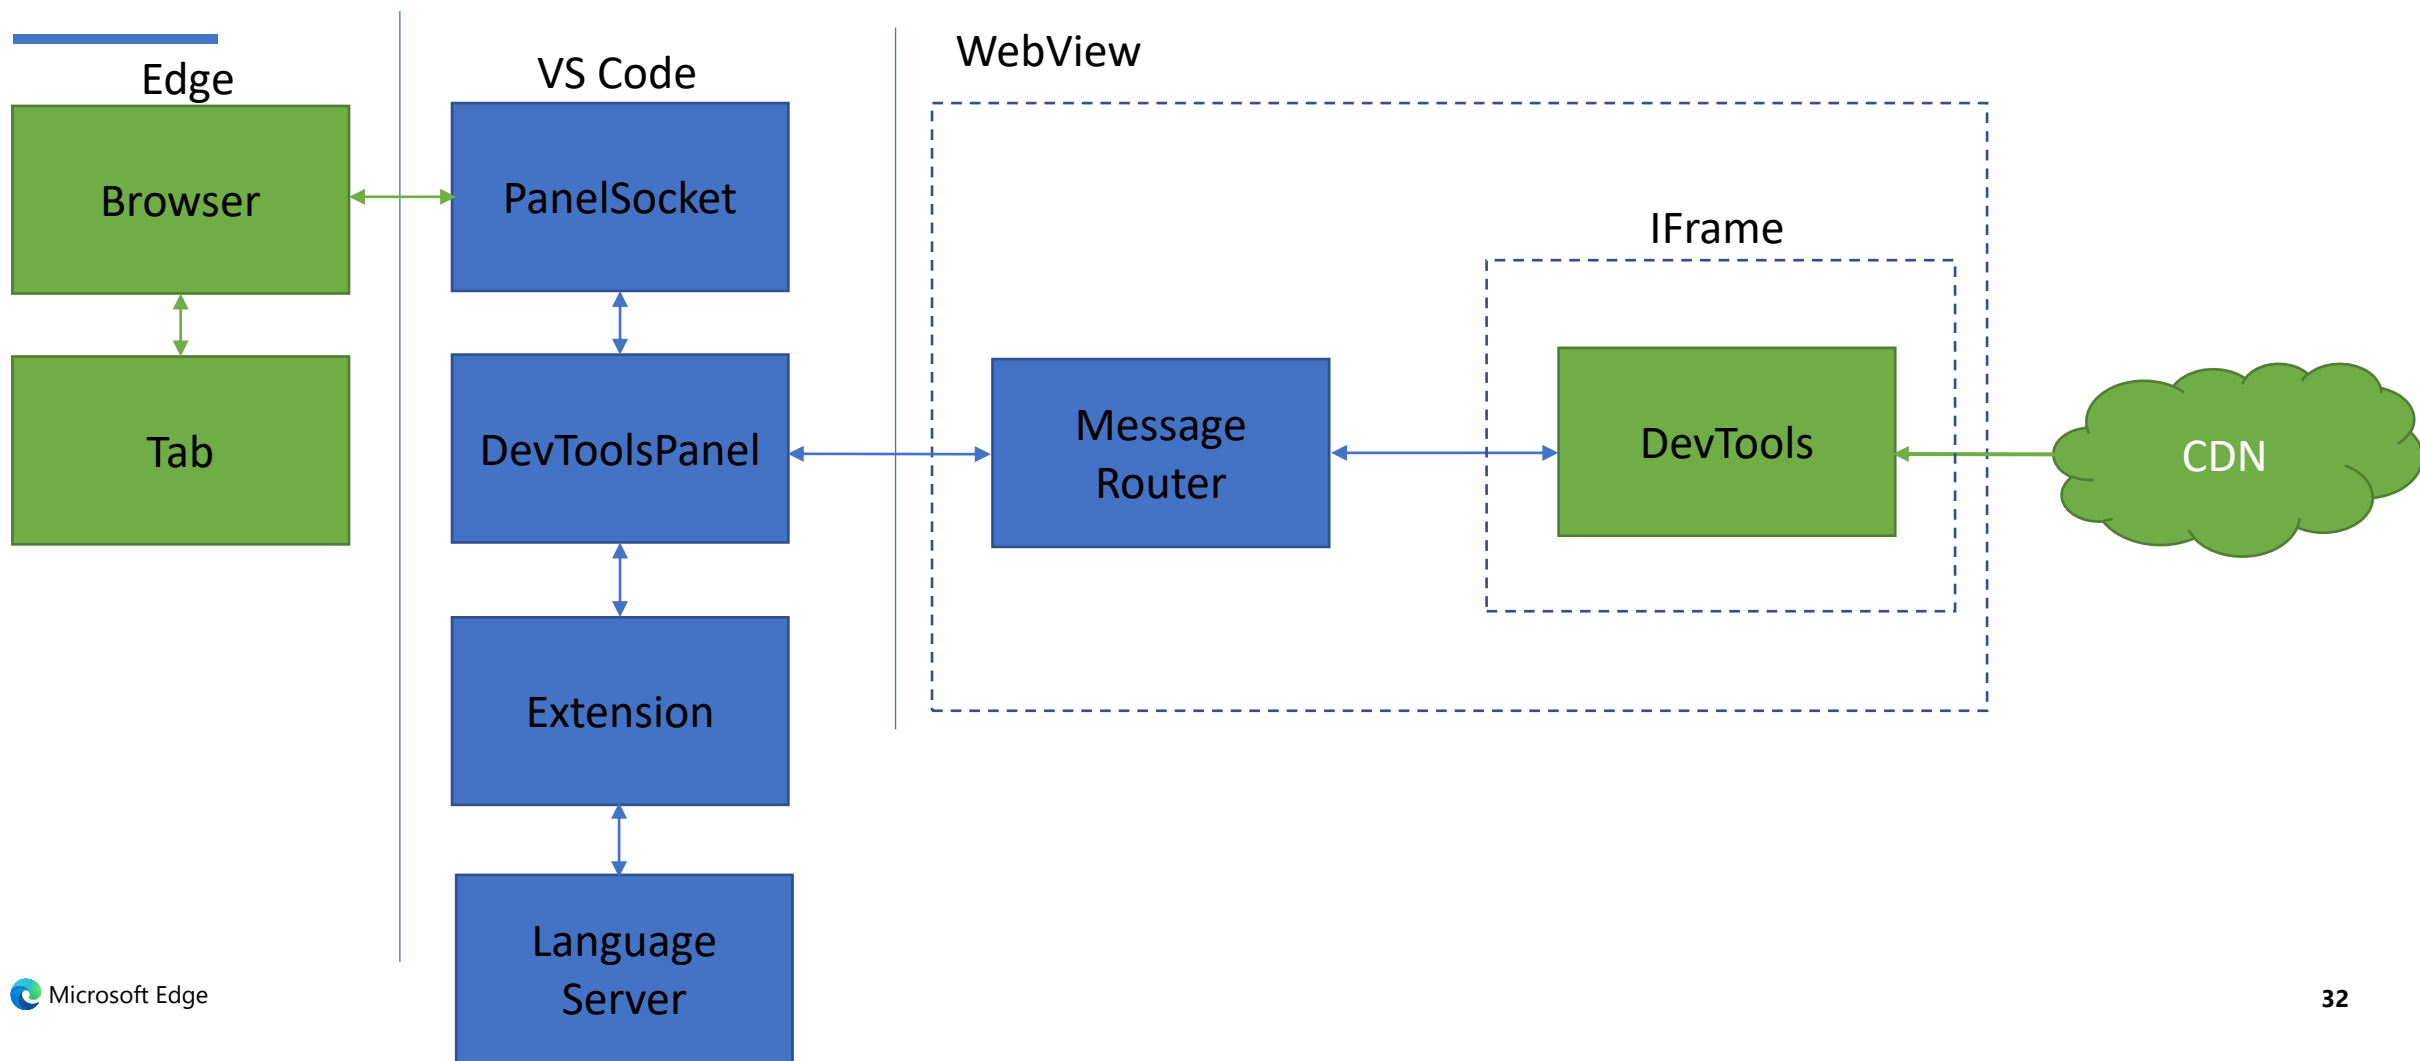 Edge
VS Code
WebView
Browser
PanelSocket
IFrame
Tab
DevToolsPanel
Message
Router
DevTools
CDN
Extension
Language
Server
Microsoft Edge
32